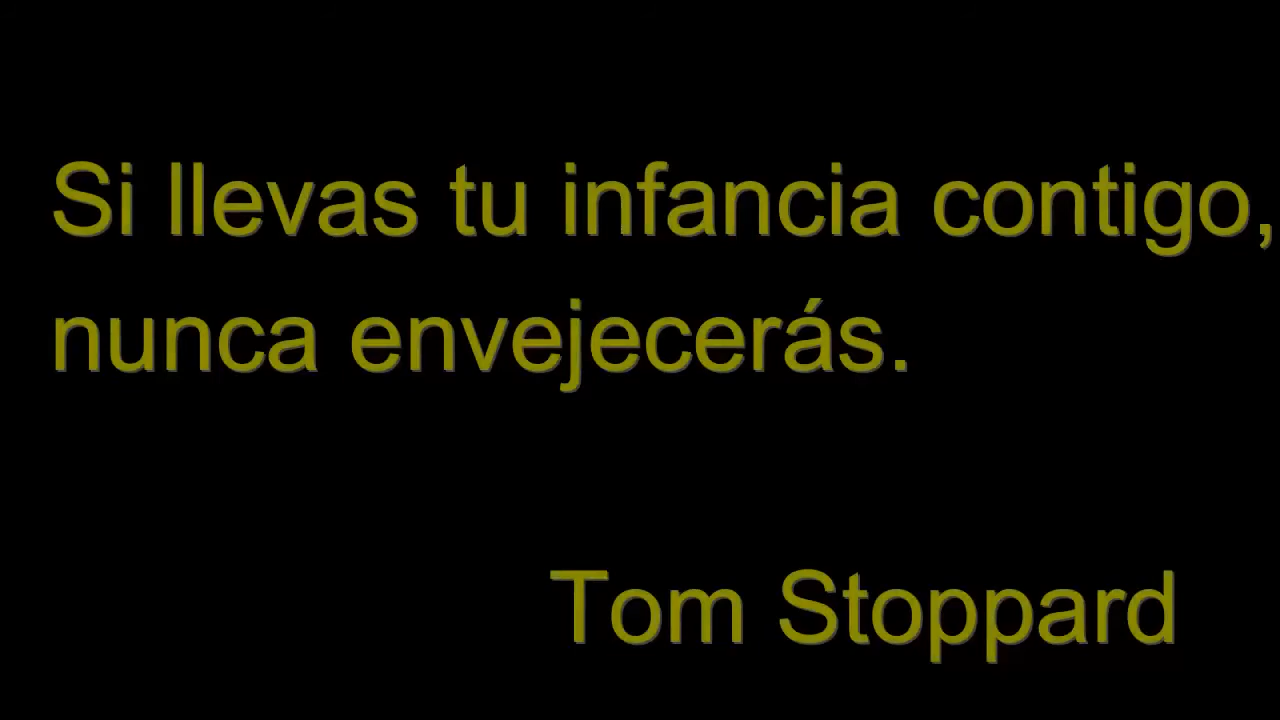 Si llevas tu infancia contigo,
nunca envejecerás.
Tom Stoppard